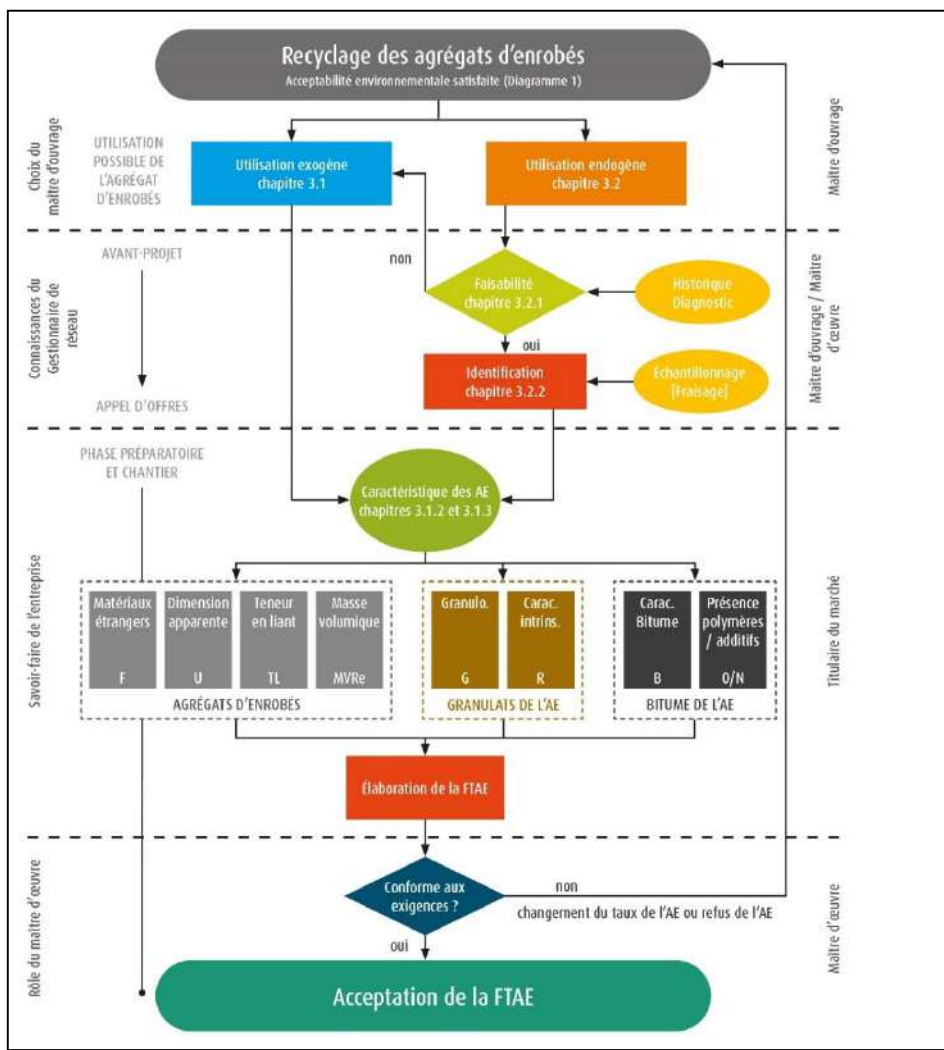 Recyclage des agrégats d'enrobés
Acceptabilité environnementale satisfaite (Diagramme 1)
Choix du
maître d'ouvrage
UTILISATION
POSSIBLE DE
L'AGRÉGAT
D'ENROBÉS
Utilisation exogène
chapitre 3.1
Utilisation endogène
chapitre 3.2
Maître d'ouvrage
Connaissances du
Gestionnaire de
réseau
AVANT-PROJET
APPEL D'OFFRES
non
Faisabilité
chapitre 3.2.1
Historique
Diagnostic
oui
Identification
chapitre 3.2.2
Échantillonnage
[Fraisage]
Maître d'ouvrage / Maître
d'œuvre
Savoir-faire de l'entreprise
PHASE PRÉPARATOIRE
ET CHANTIER
Caractéristique des AE
chapitres 3.1.2 et 3.1.3
Matériaux
étrangers
F
Dimension
apparente
U
Teneur
en liant
TL
Masse
volumique
MVRe
AGRÉGATS D'ENROBÉS
Granulo.
G
Carac.
intrins.
R
GRANULATS DE L'AE
Carac.
Bitume
B
Présence
polymères
/ additifs
O/N
BITUME DE L'AE
Titulaire du marché
Élaboration de la FTAE
Rôle du maître d'œuvre
Conforme aux
exigences ?
non
changement du taux de l'AE ou refus de l'AE
oui
Acceptation de la FTAE
Maître d'œuvre